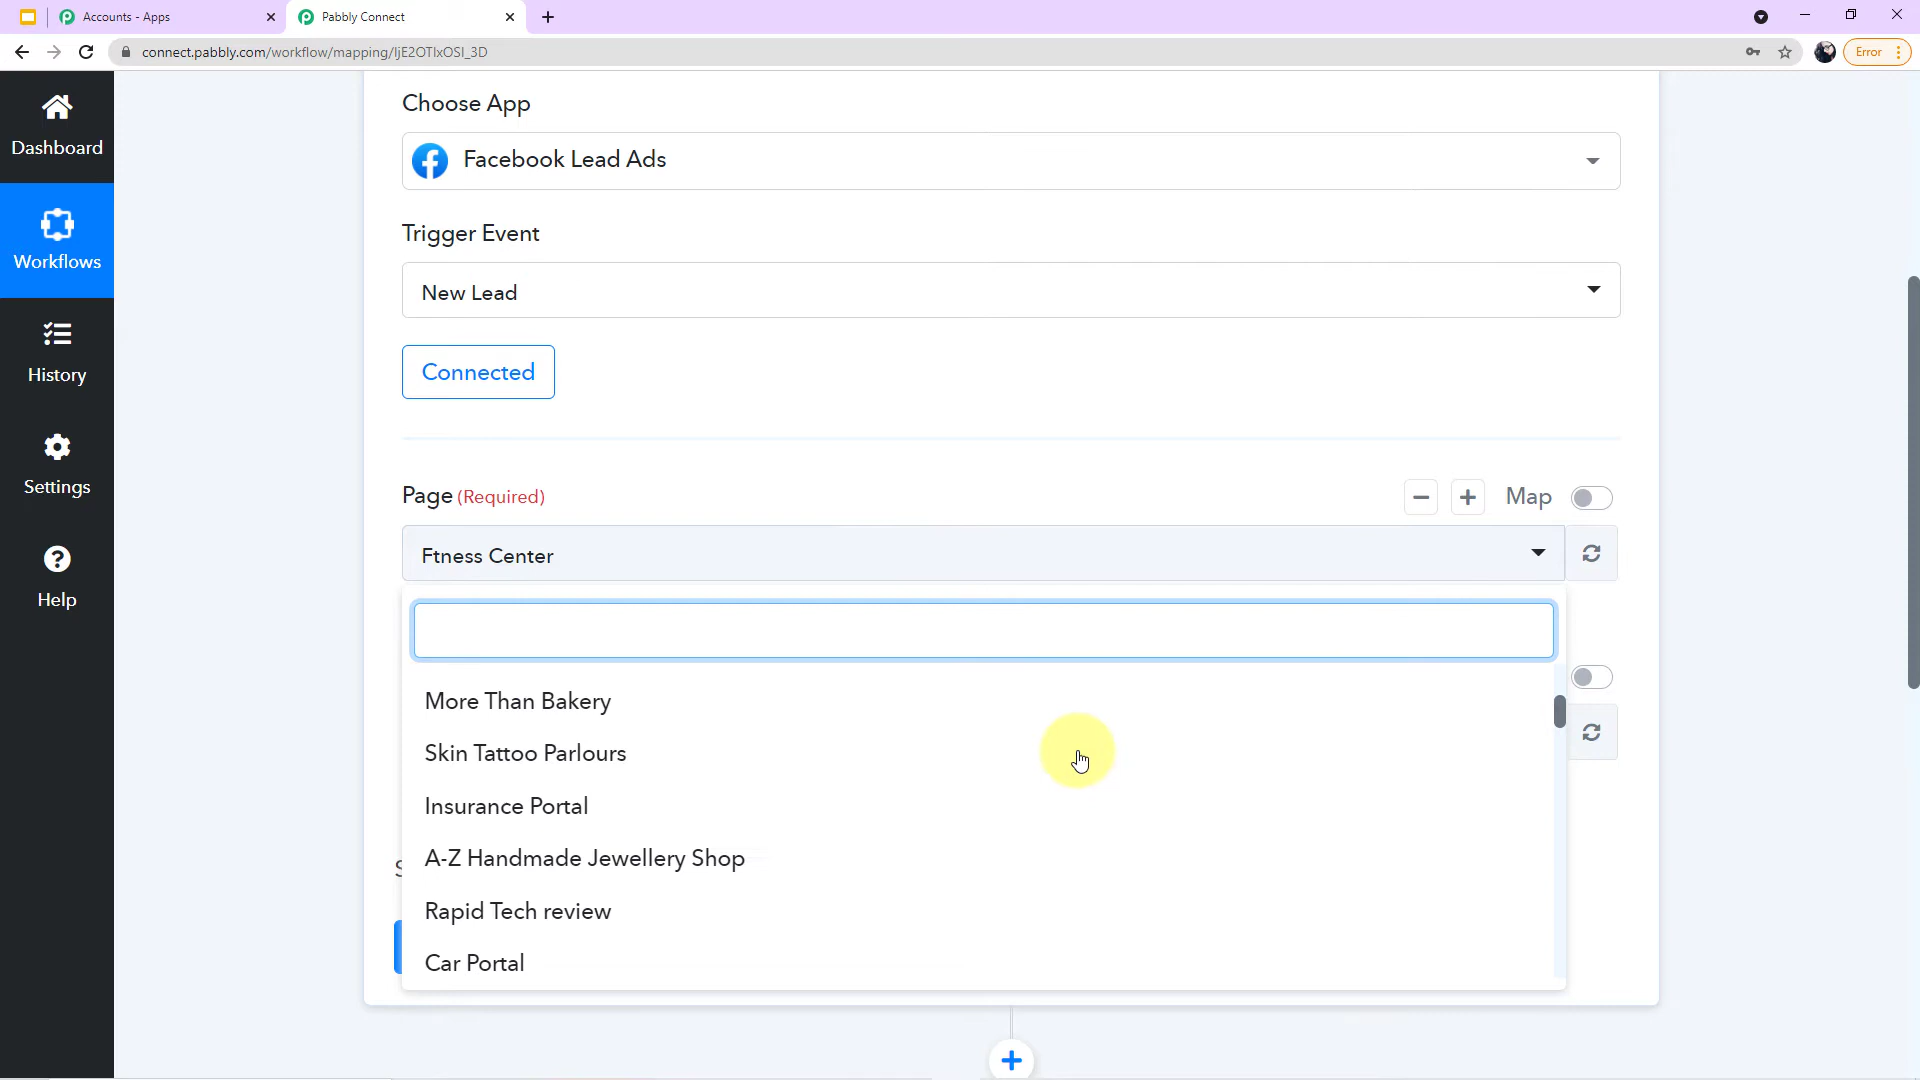 Accounts - Apps
Pabbly Connect
connect.pabbly.com/workflow/mapping/IjE2OTIxOSI_3D
Error
Dashboard
Workflows
History
Settings
Help
Choose App
Facebook Lead Ads
Trigger Event
New Lead
Connected
Page (Required)
Map
Ftness Center
More Than Bakery
Skin Tattoo Parlours
Insurance Portal
A-Z Handmade Jewellery Shop
Rapid Tech review
Car Portal